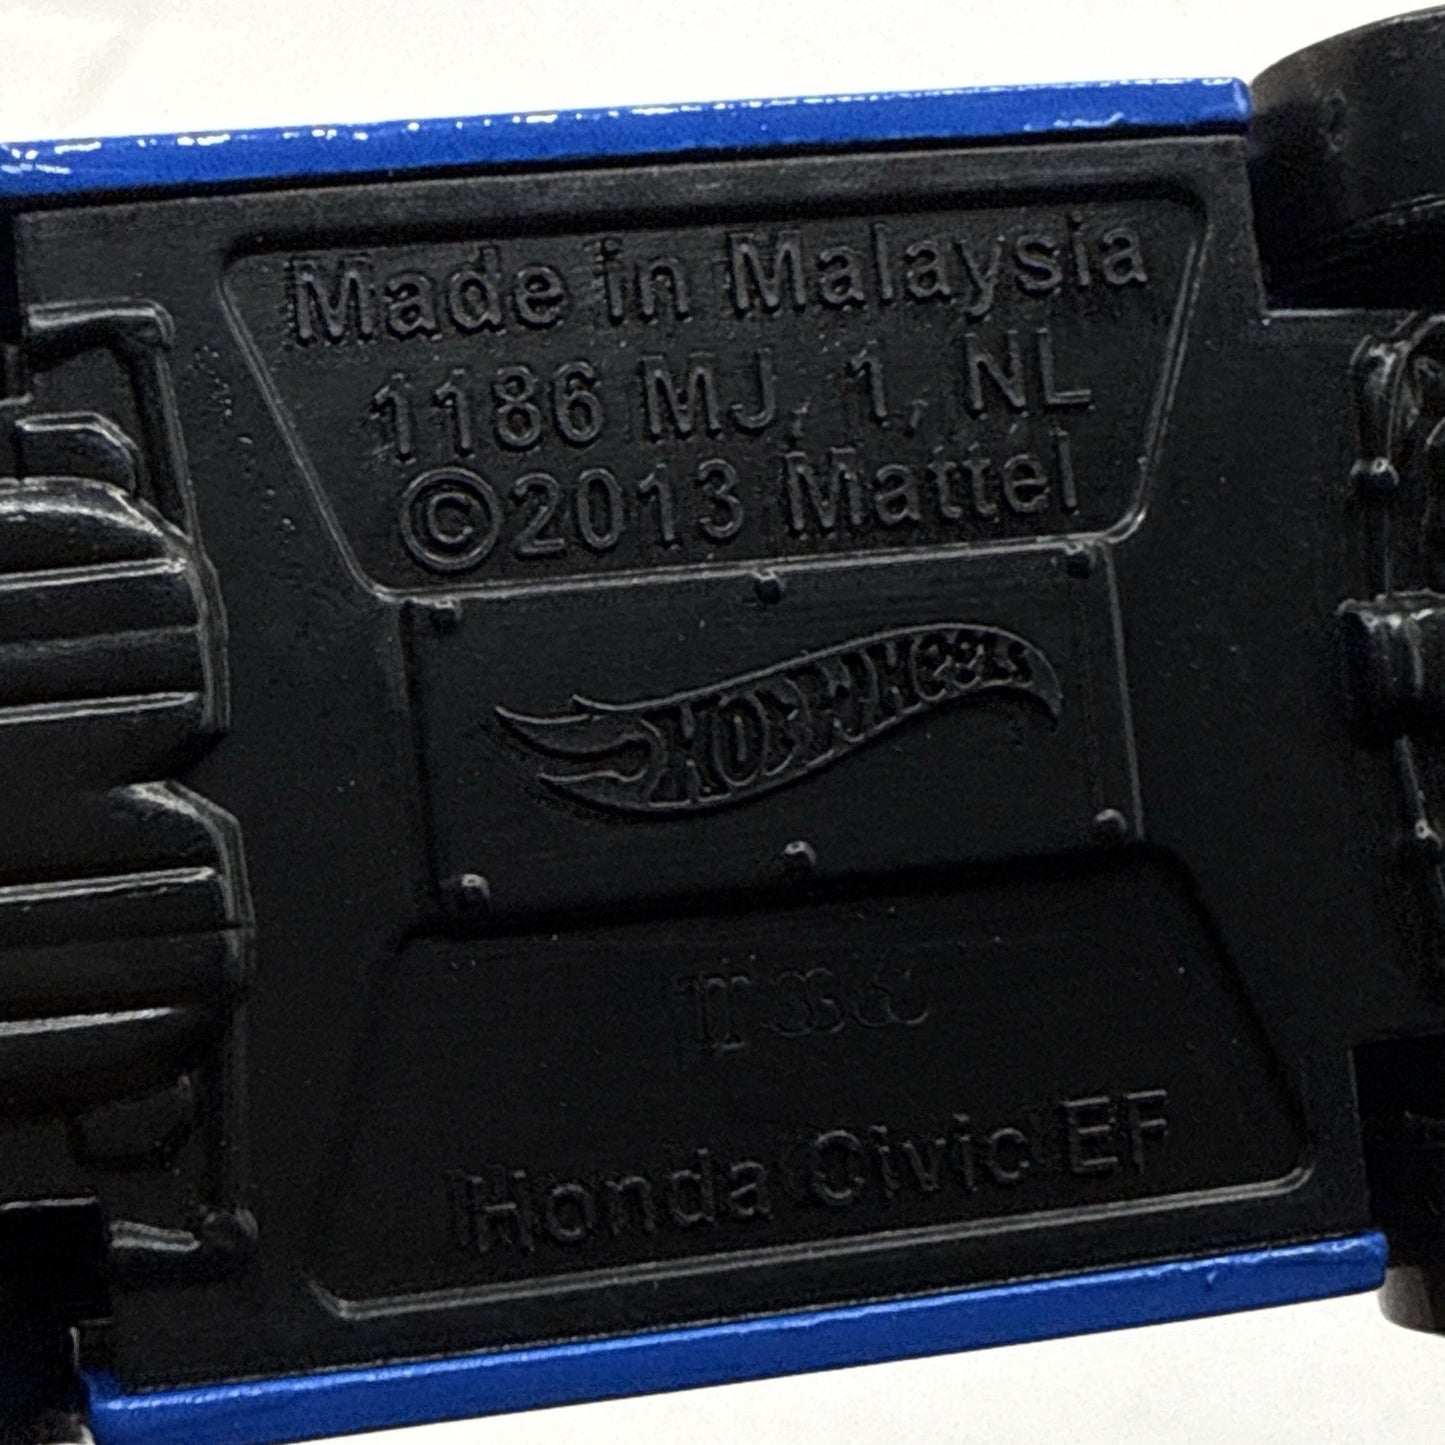 Made in Malaysia
1186 MJ, 1, NL
©2013 Mattel
HOT WHEELS
Honda Civic EF